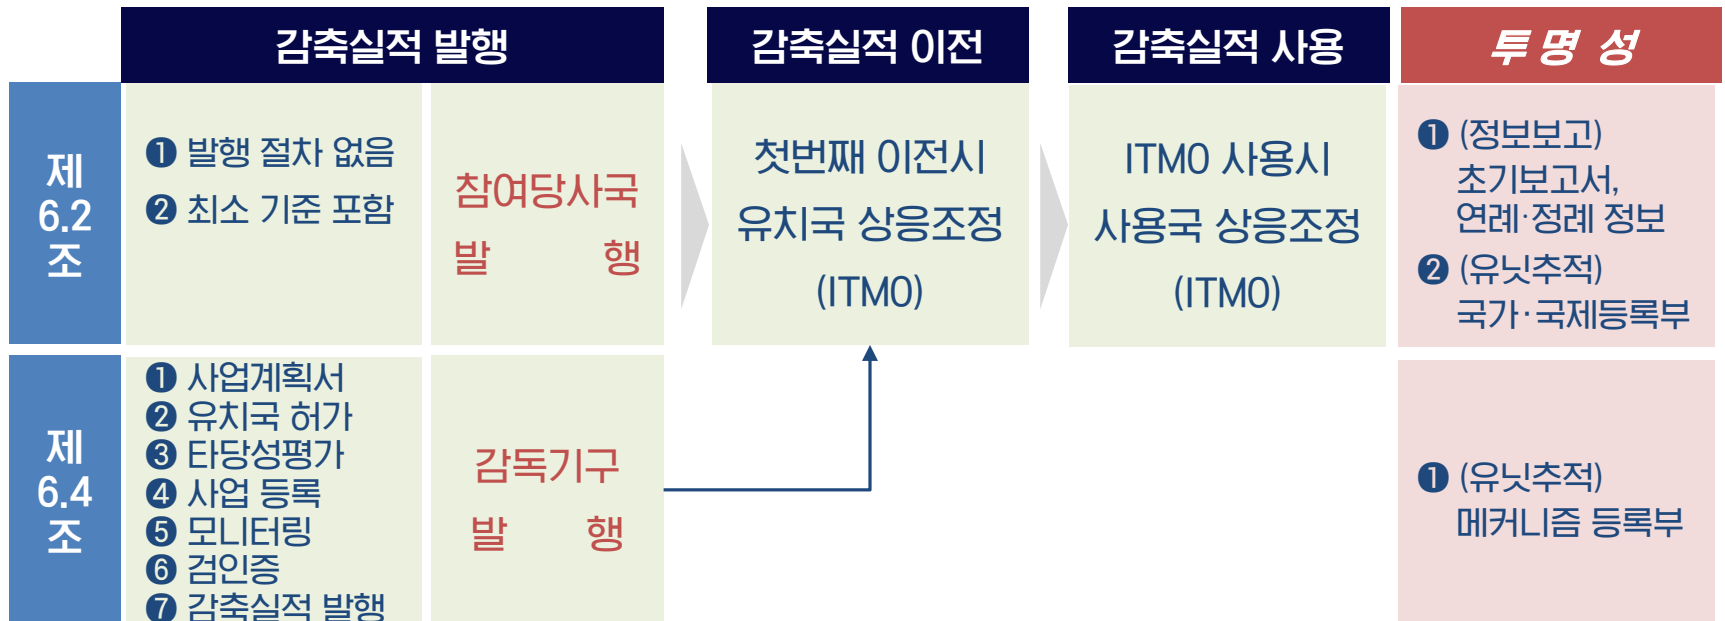 감축실적 발행
감축실적 이전
감축실적 사용
투 명 성
제
6.2
조
❶ 발행 절차 없음
❷ 최소 기준 포함
참여당사국
발 행
첫번째 이전시
유치국 상응조정
(ITMO)
ITMO 사용시
사용국 상응조정
(ITMO)
❶ (정보보고)
초기보고서,
연례·정례 정보
❷ (유닛추적)
국가·국제등록부
제
6.4
조
❶ 사업계획서
❷ 유치국 허가
❸ 타당성평가
❹ 사업 등록
❺ 모니터링
❻ 검인증
❼ 감축실적 발행
감독기구
발 행
❶ (유닛추적)
메커니즘 등록부